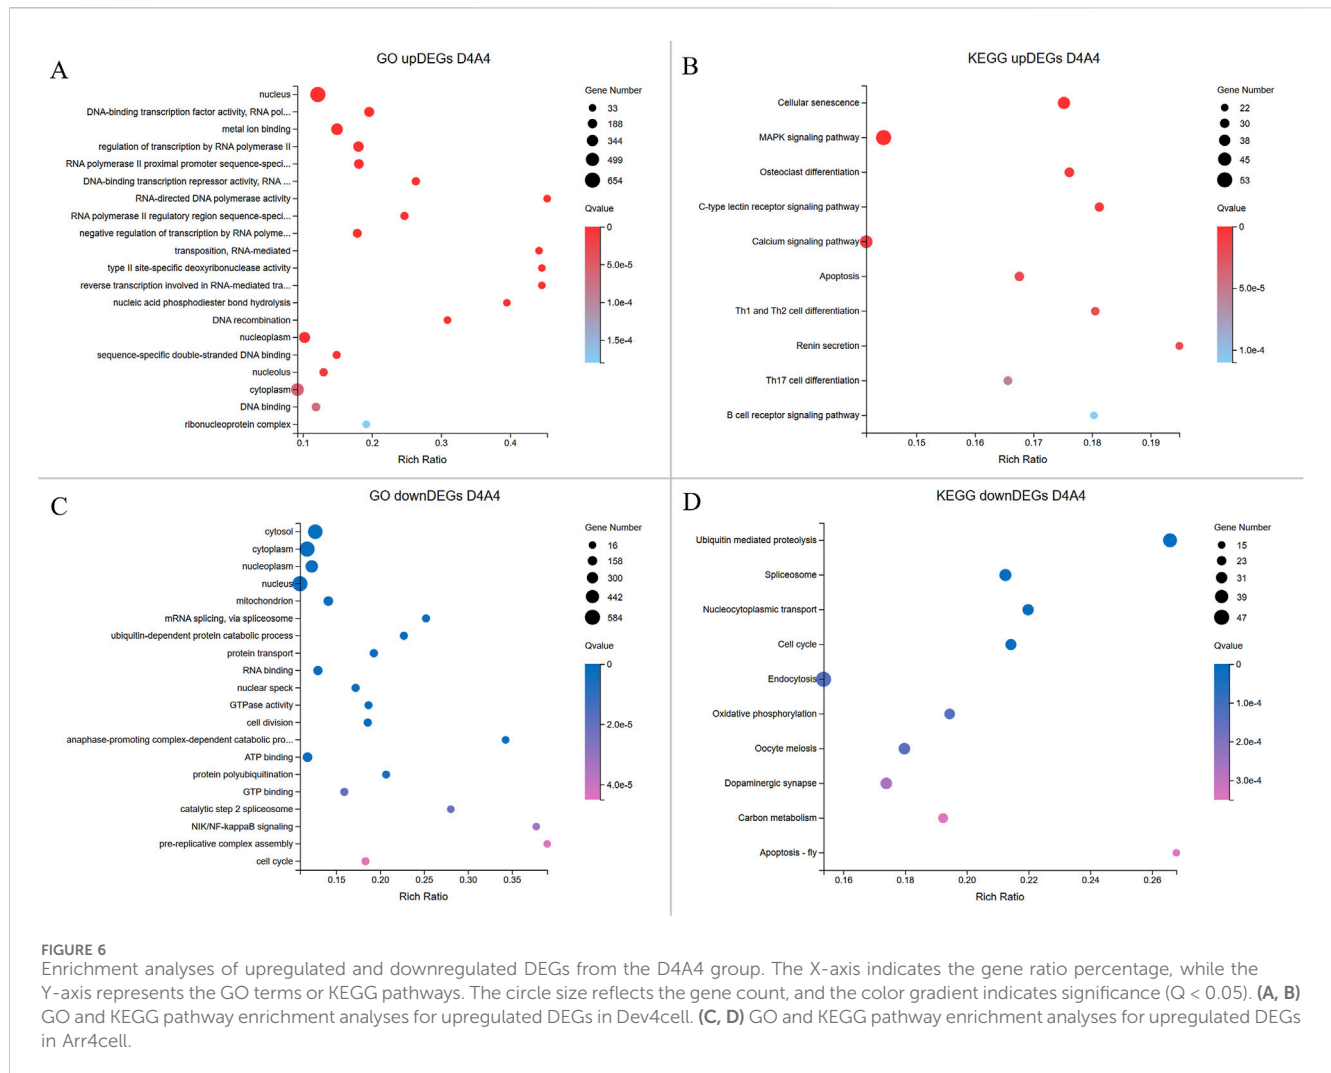 A
GO upDEGs D4A4
nucleus
DNA-binding transcription factor activity, RNA pol...
metal ion binding
regulation of transcription by RNA polymerase II
RNA polymerase II proximal promoter sequence-speci...
DNA-binding transcription repressor activity, RNA ...
RNA-directed DNA polymerase activity
RNA polymerase II regulatory region sequence-speci...
negative regulation of transcription by RNA polyme...
transposition, RNA-mediated
type II site-specific deoxyribonuclease activity
reverse transcription involved in RNA-mediated tra...
nucleic acid phosphodiester bond hydrolysis
DNA recombination
nucleoplasm
sequence-specific double-stranded DNA binding
nucleolus
cytoplasm
DNA binding
ribonucleoprotein complex
0.1 0.2 0.3 0.4
Rich Ratio
Gene Number
33
188
344
499
654
Qvalue
0
5.0e-5
1.0e-4
1.5e-4
B
KEGG upDEGs D4A4
Cellular senescence
MAPK signaling pathway
Osteoclast differentiation
C-type lectin receptor signaling pathway
Calcium signaling pathway
Apoptosis
Th1 and Th2 cell differentiation
Renin secretion
Th17 cell differentiation
B cell receptor signaling pathway
0.15 0.16 0.17 0.18 0.19
Rich Ratio
Gene Number
22
30
38
45
53
Qvalue
0
5.0e-5
1.0e-4
C
GO downDEGs D4A4
cytosol
cytoplasm
nucleoplasm
nucleus
mitochondrion
mRNA splicing, via spliceosome
ubiquitin-dependent protein catabolic process
protein transport
RNA binding
nuclear speck
GTPase activity
cell division
anaphase-promoting complex-dependent catabolic pro...
ATP binding
protein polyubiquitination
GTP binding
catalytic step 2 spliceosome
NIK/NF-kappaB signaling
pre-replicative complex assembly
cell cycle
0.15 0.20 0.25 0.30 0.35
Rich Ratio
Gene Number
16
158
300
442
584
Qvalue
0
2.0e-5
4.0e-5
D
KEGG downDEGs D4A4
Ubiquitin mediated proteolysis
Spliceosome
Nucleocytoplasmic transport
Cell cycle
Endocytosis
Oxidative phosphorylation
Oocyte meiosis
Dopaminergic synapse
Carbon metabolism
Apoptosis - fly
0.16 0.18 0.20 0.22 0.24 0.26
Rich Ratio
Gene Number
15
23
31
39
47
Qvalue
0
1.0e-4
2.0e-4
3.0e-4
FIGURE 6
Enrichment analyses of upregulated and downregulated DEGs from the D4A4 group. The X-axis indicates the gene ratio percentage, while the
Y-axis represents the GO terms or KEGG pathways. The circle size reflects the gene count, and the color gradient indicates significance (Q < 0.05). (A, B)
GO and KEGG pathway enrichment analyses for upregulated DEGs in Dev4cell. (C, D) GO and KEGG pathway enrichment analyses for upregulated DEGs
in Arr4cell.